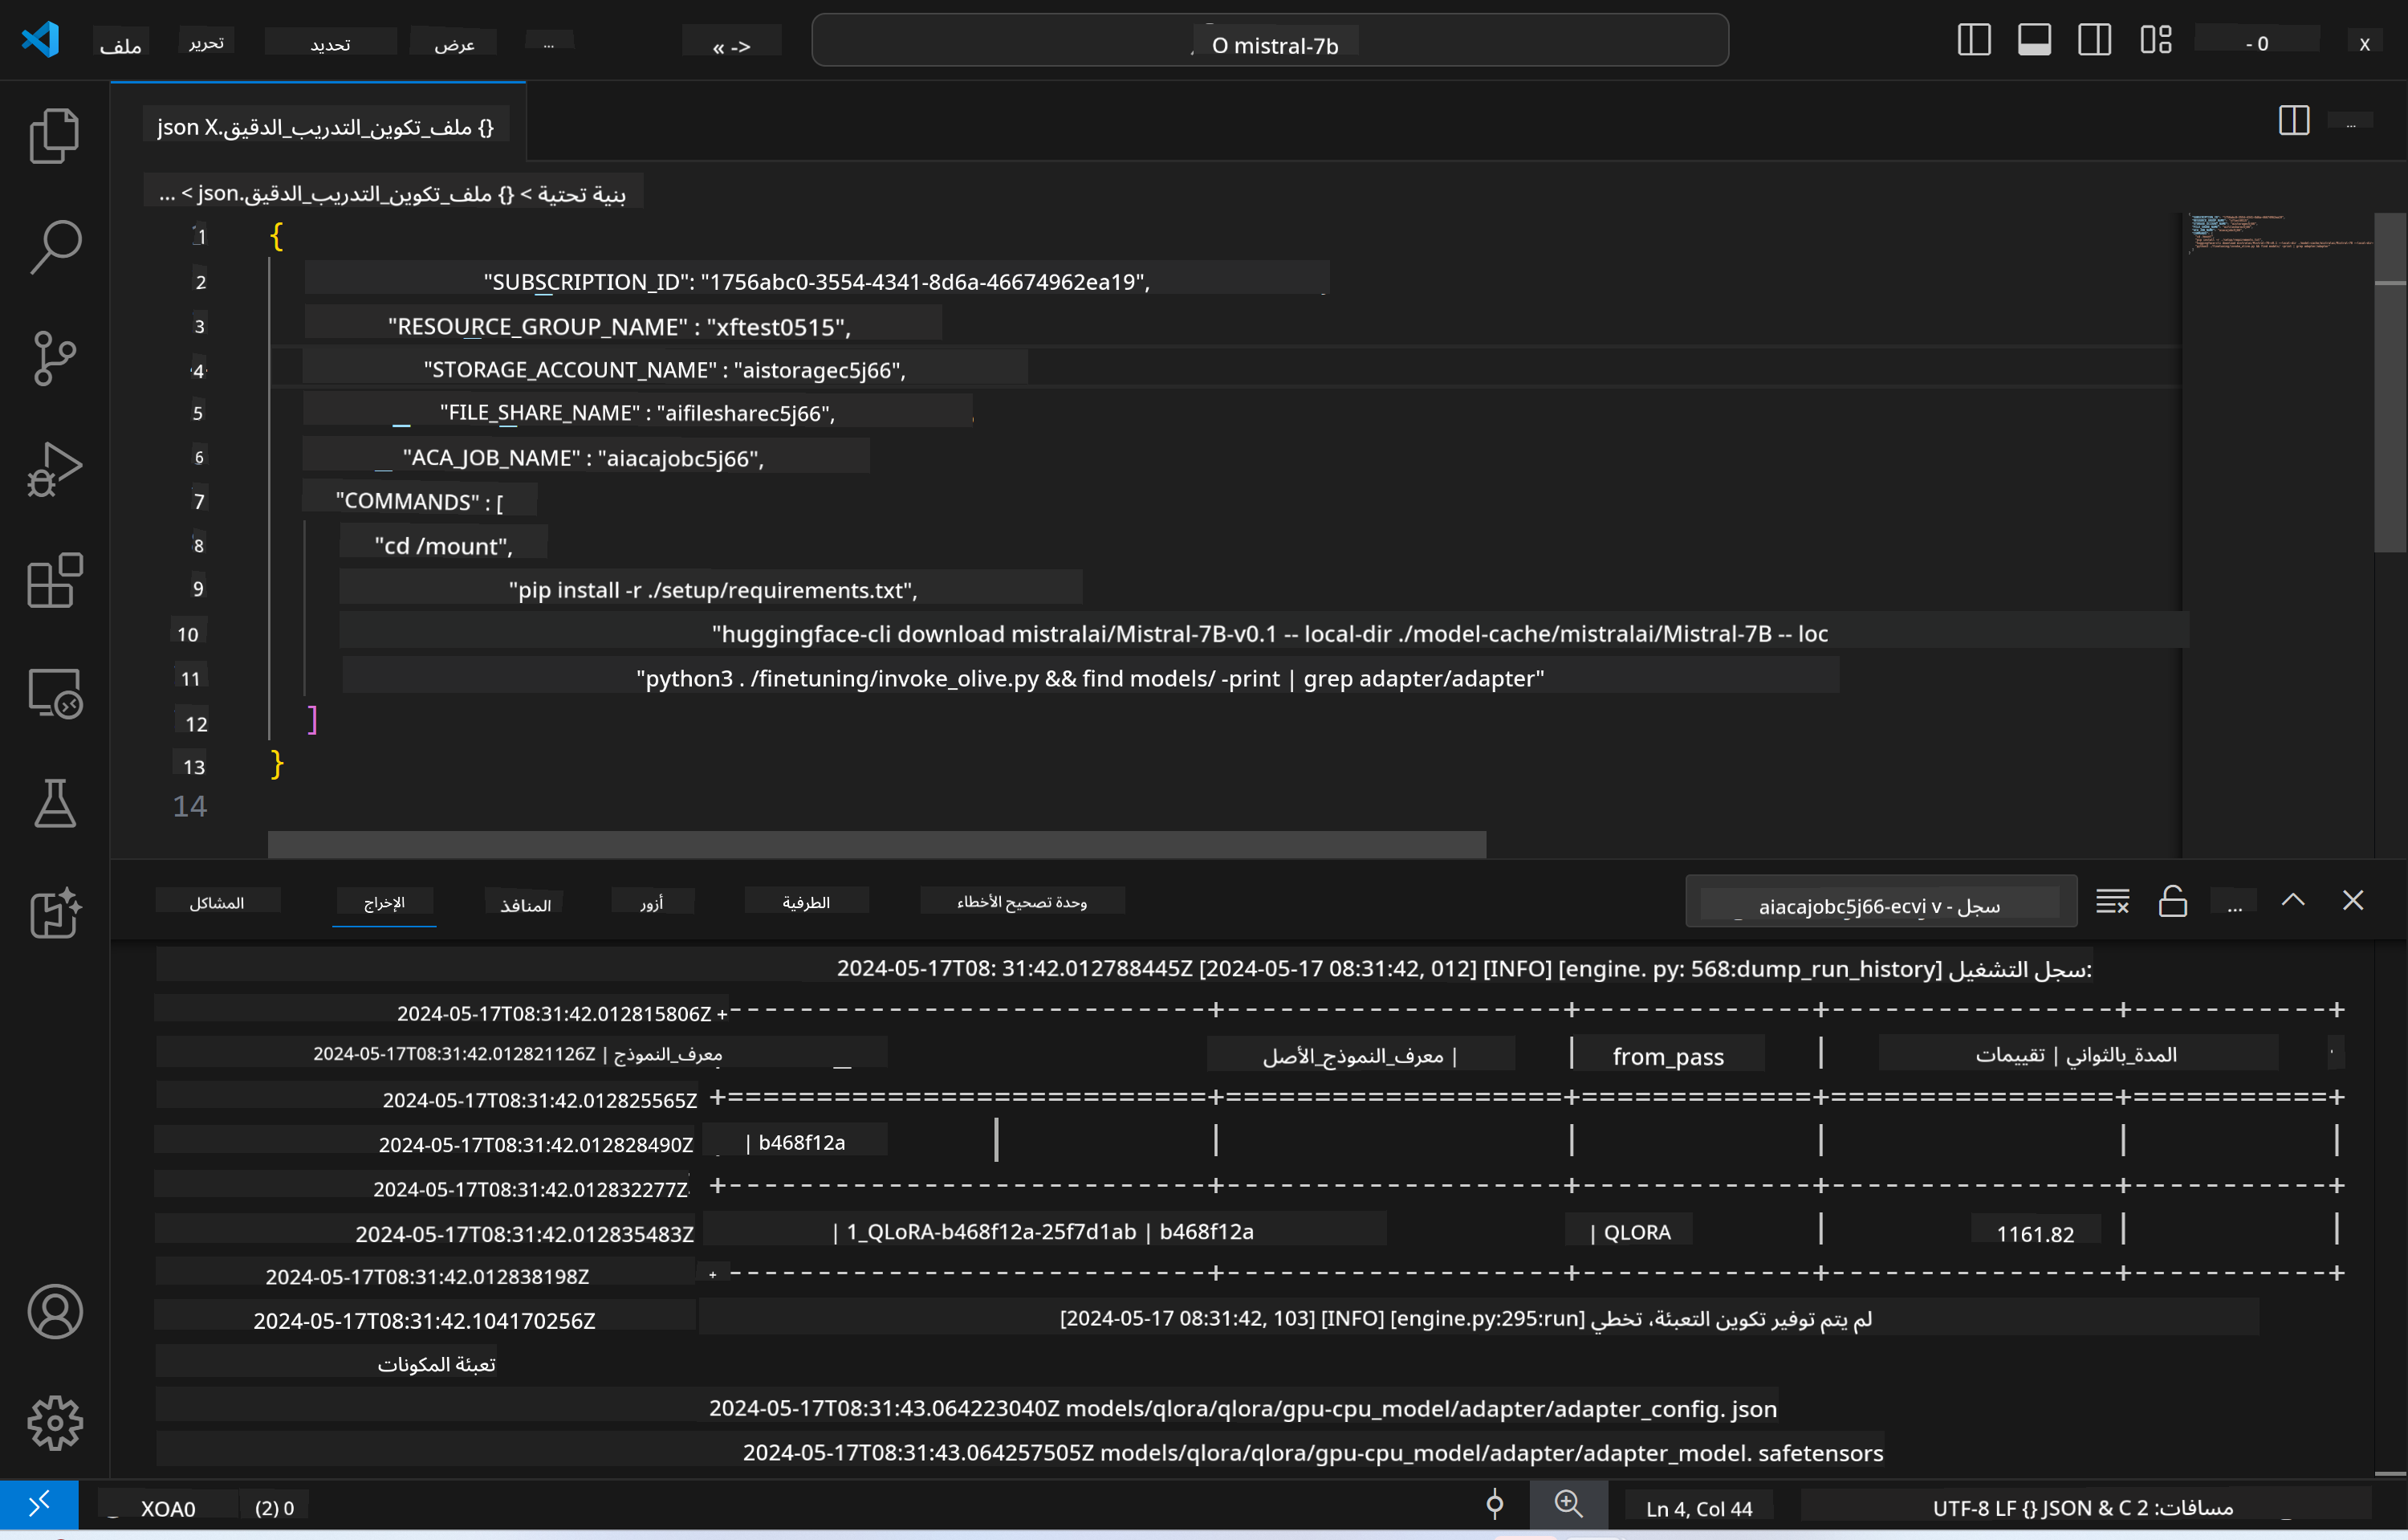 ملف تحرير تحديد عرض ... « -> O mistral-7b - 0 x
{} ملف_تكوين_التدريب_الدقيق.json X ...
بنية تحتية > {} ملف_تكوين_التدريب_الدقيق.json > ...
1 {
2 "SUBSCRIPTION_ID": "1756abc0-3554-4341-8d6a-46674962ea19",
3 "RESOURCE_GROUP_NAME" : "xftest0515",
4 "STORAGE_ACCOUNT_NAME" : "aistoragec5j66",
5 "FILE_SHARE_NAME" : "aifilesharec5j66",
6 "ACA_JOB_NAME" : "aiacajobc5j66",
7 "COMMANDS" : [
8 "cd /mount",
9 "pip install -r ./setup/requirements.txt",
10 "huggingface-cli download mistralai/Mistral-7B-v0.1 -- local-dir ./model-cache/mistralai/Mistral-7B -- loc
11 "python3 . /finetuning/invoke_olive.py && find models/ -print | grep adapter/adapter"
12 ]
13 }
14
المشاكل الإخراج المنافذ أزور الطرفية وحدة تصحيح الأخطاء سجل - aiacajobc5j66-ecvj v ...
2024-05-17T08: 31:42.012788445Z [2024-05-17 08:31:42, 012] [INFO] [engine. py: 568:dump_run_history] سجل التشغيل:
2024-05-17T08:31:42.012815806Z +---------------------------+-------------------+-------------+----------------+-----------+
2024-05-17T08:31:42.012821126Z | معرف_النموذج | معرف_النموذج_الأصل | from_pass | المدة_بالثواني | تقييمات
2024-05-17T08:31:42.012825565Z +===========================+===================+=============+================+===========+
2024-05-17T08:31:42.012828490Z | b468f12a | | | | |
2024-05-17T08:31:42.012832277Z +---------------------------+-------------------+-------------+----------------+-----------+
2024-05-17T08:31:42.012835483Z | 1_QLoRA-b468f12a-25f7d1ab | b468f12a | QLORA | 1161.82 | |
2024-05-17T08:31:42.012838198Z +---------------------------+-------------------+-------------+----------------+-----------+
2024-05-17T08:31:42.104170256Z [2024-05-17 08:31:42, 103] [INFO] [engine.py:295:run] لم يتم توفير تكوين التعبئة، تخطي
تعبئة المكونات
2024-05-17T08:31:43.064223040Z models/qlora/qlora/gpu-cpu_model/adapter/adapter_config. json
2024-05-17T08:31:43.064257505Z models/qlora/qlora/gpu-cpu_model/adapter/adapter_model. safetensors
XOA0 (2) 0 Ln 4, Col 44 مسافات: 2 UTF-8 LF {} JSON & C